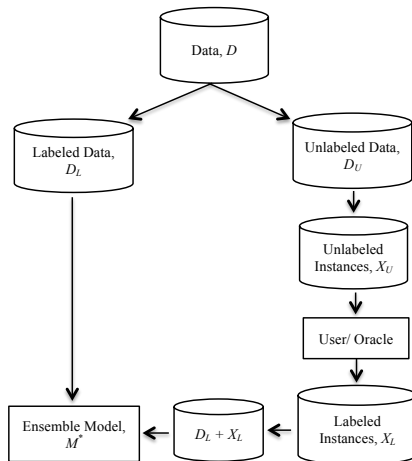 Data, D
Labeled Data,
D_L
Unlabeled Data,
D_U
Unlabeled
Instances, X_U
User/ Oracle
Labeled
Instances, X_L
D_L + X_L
Ensemble Model,
M*